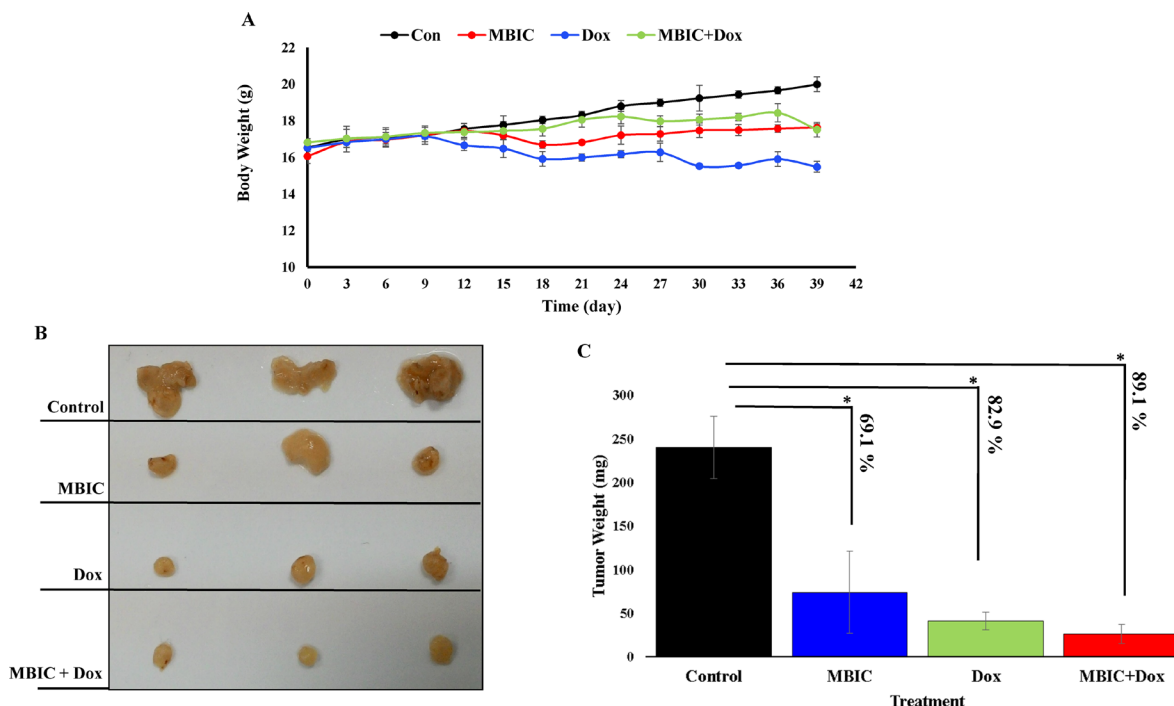 A
Con MBIC Dox MBIC+Dox
Body Weight (g)
22
20
18
16
14
12
10
0 3 6 9 12 15 18 21 24 27 30 33 36 39 42
Time (day)
B
Control
MBIC
Dox
MBIC + Dox
C
*
89.1 %
*
82.9 %
*
69.1 %
Tumor Weight (mg)
300
250
200
150
100
50
0
Control MBIC Dox MBIC+Dox
Treatment